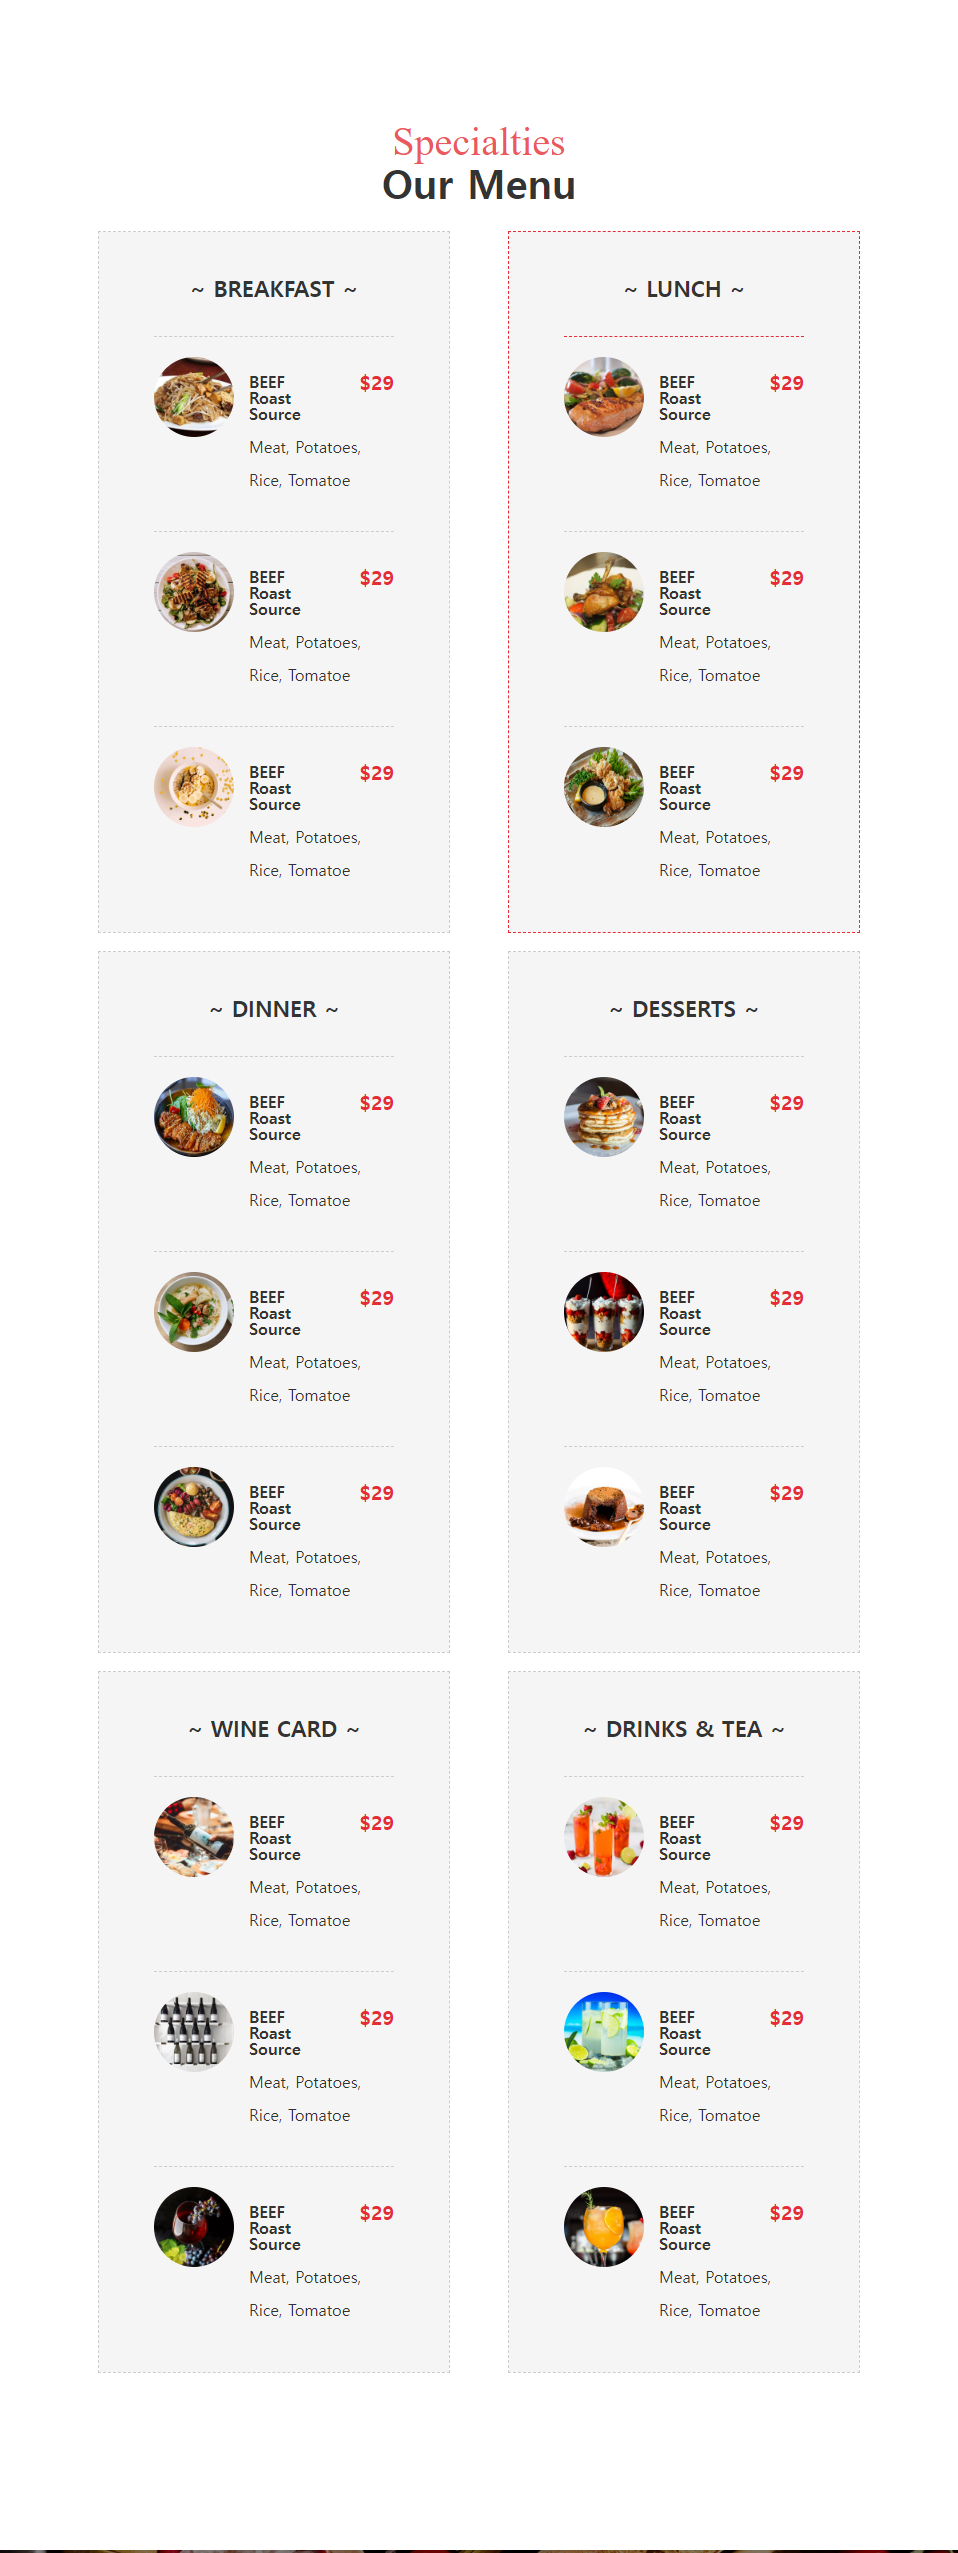 Specialties
Our Menu
~ BREAKFAST ~
BEEF $29
Roast
Source
Meat, Potatoes,
Rice, Tomatoe
BEEF $29
Roast
Source
Meat, Potatoes,
Rice, Tomatoe
BEEF $29
Roast
Source
Meat, Potatoes,
Rice, Tomatoe
~ LUNCH ~
BEEF $29
Roast
Source
Meat, Potatoes,
Rice, Tomatoe
BEEF $29
Roast
Source
Meat, Potatoes,
Rice, Tomatoe
BEEF $29
Roast
Source
Meat, Potatoes,
Rice, Tomatoe
~ DINNER ~
BEEF $29
Roast
Source
Meat, Potatoes,
Rice, Tomatoe
BEEF $29
Roast
Source
Meat, Potatoes,
Rice, Tomatoe
BEEF $29
Roast
Source
Meat, Potatoes,
Rice, Tomatoe
~ DESSERTS ~
BEEF $29
Roast
Source
Meat, Potatoes,
Rice, Tomatoe
BEEF $29
Roast
Source
Meat, Potatoes,
Rice, Tomatoe
BEEF $29
Roast
Source
Meat, Potatoes,
Rice, Tomatoe
~ WINE CARD ~
BEEF $29
Roast
Source
Meat, Potatoes,
Rice, Tomatoe
BEEF $29
Roast
Source
Meat, Potatoes,
Rice, Tomatoe
BEEF $29
Roast
Source
Meat, Potatoes,
Rice, Tomatoe
~ DRINKS & TEA ~
BEEF $29
Roast
Source
Meat, Potatoes,
Rice, Tomatoe
BEEF $29
Roast
Source
Meat, Potatoes,
Rice, Tomatoe
BEEF $29
Roast
Source
Meat, Potatoes,
Rice, Tomatoe